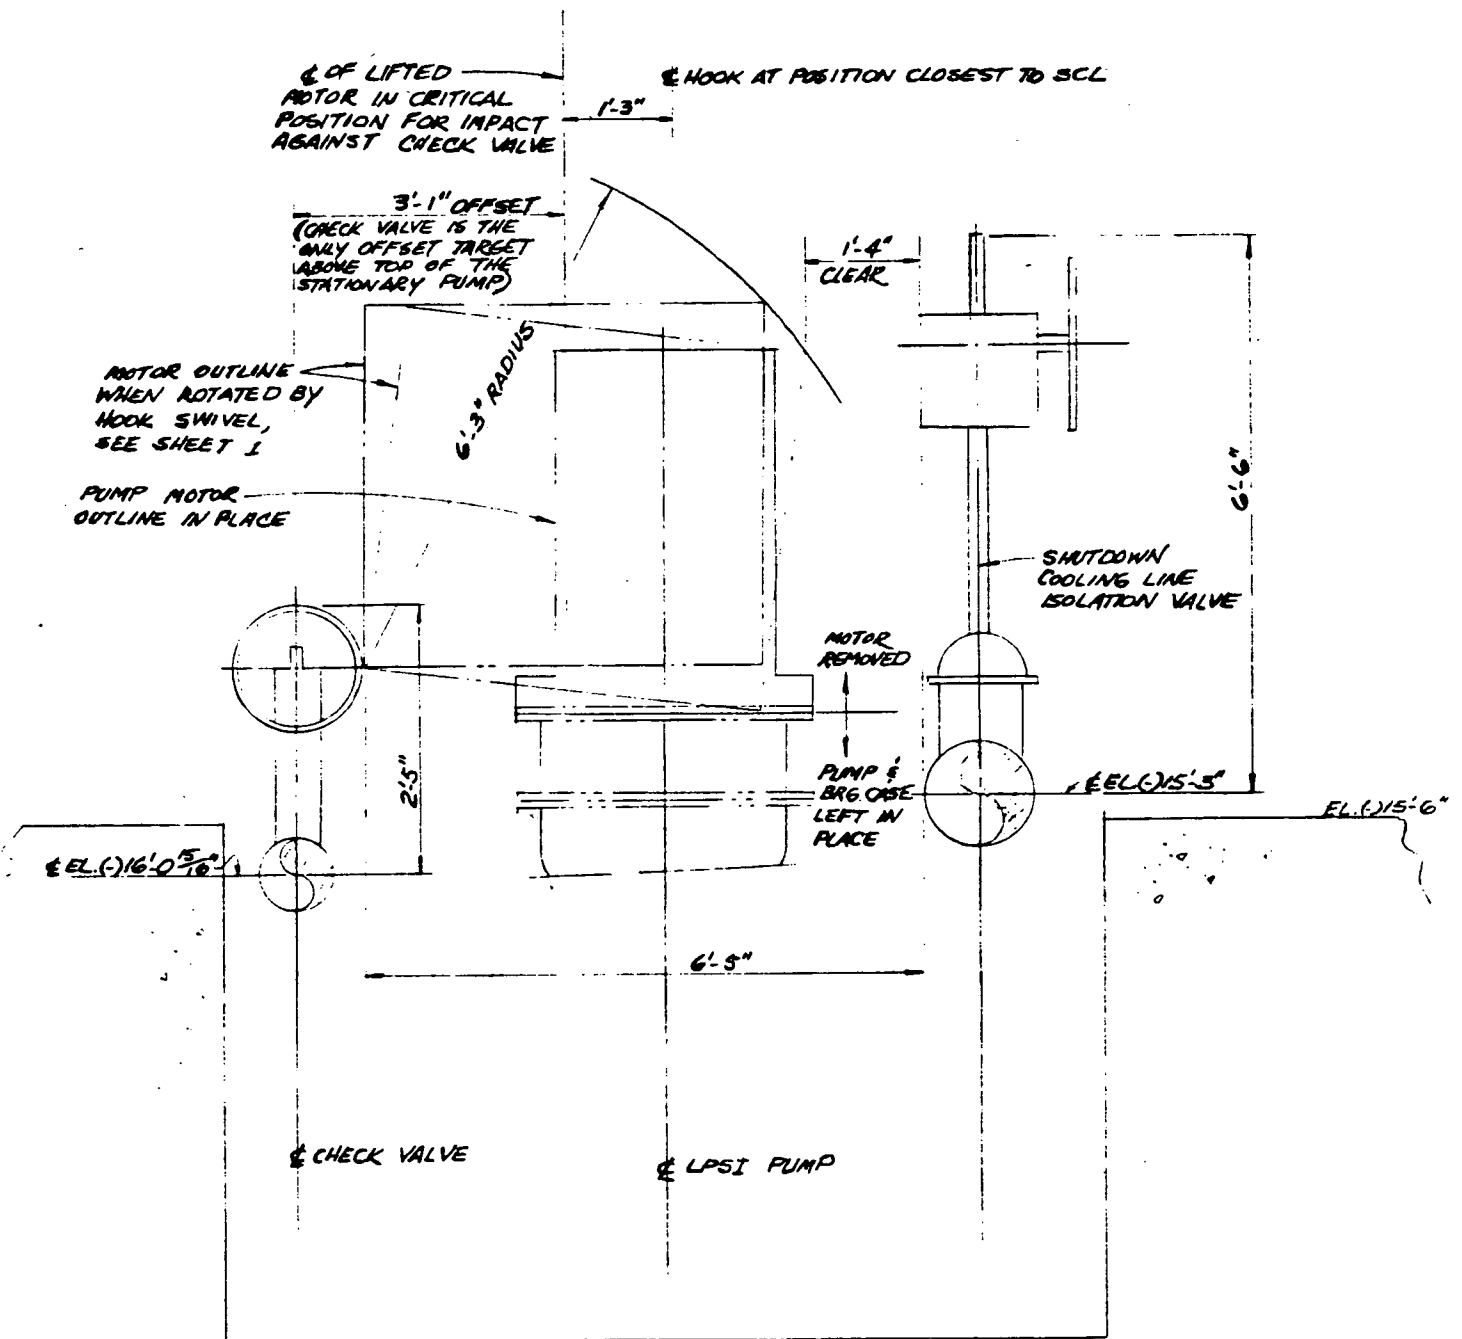 ℄ OF LIFTED
MOTOR IN CRITICAL
POSITION FOR IMPACT
AGAINST CHECK VALVE
℄ HOOK AT POSITION CLOSEST TO SCL
1'-3"
3'-1" OFFSET
(CHECK VALVE IS THE
ONLY OFFSET TARGET
ABOVE TOP OF THE
STATIONARY PUMP)
1'-4"
CLEAR
6'-3" RADIUS
MOTOR OUTLINE
WHEN ROTATED BY
HOOK SWIVEL,
SEE SHEET 1
PUMP MOTOR
OUTLINE IN PLACE
6'-6"
SHUTDOWN
COOLING LINE
ISOLATION VALVE
MOTOR
REMOVED
2'-5"
PUMP &
BRG. CASE
LEFT IN
PLACE
℄ EL(-)15'-3"
EL.(-)15'-6"
℄ EL.(-)16'-0 15/16"
6'-5"
℄ CHECK VALVE
℄ LPSI PUMP